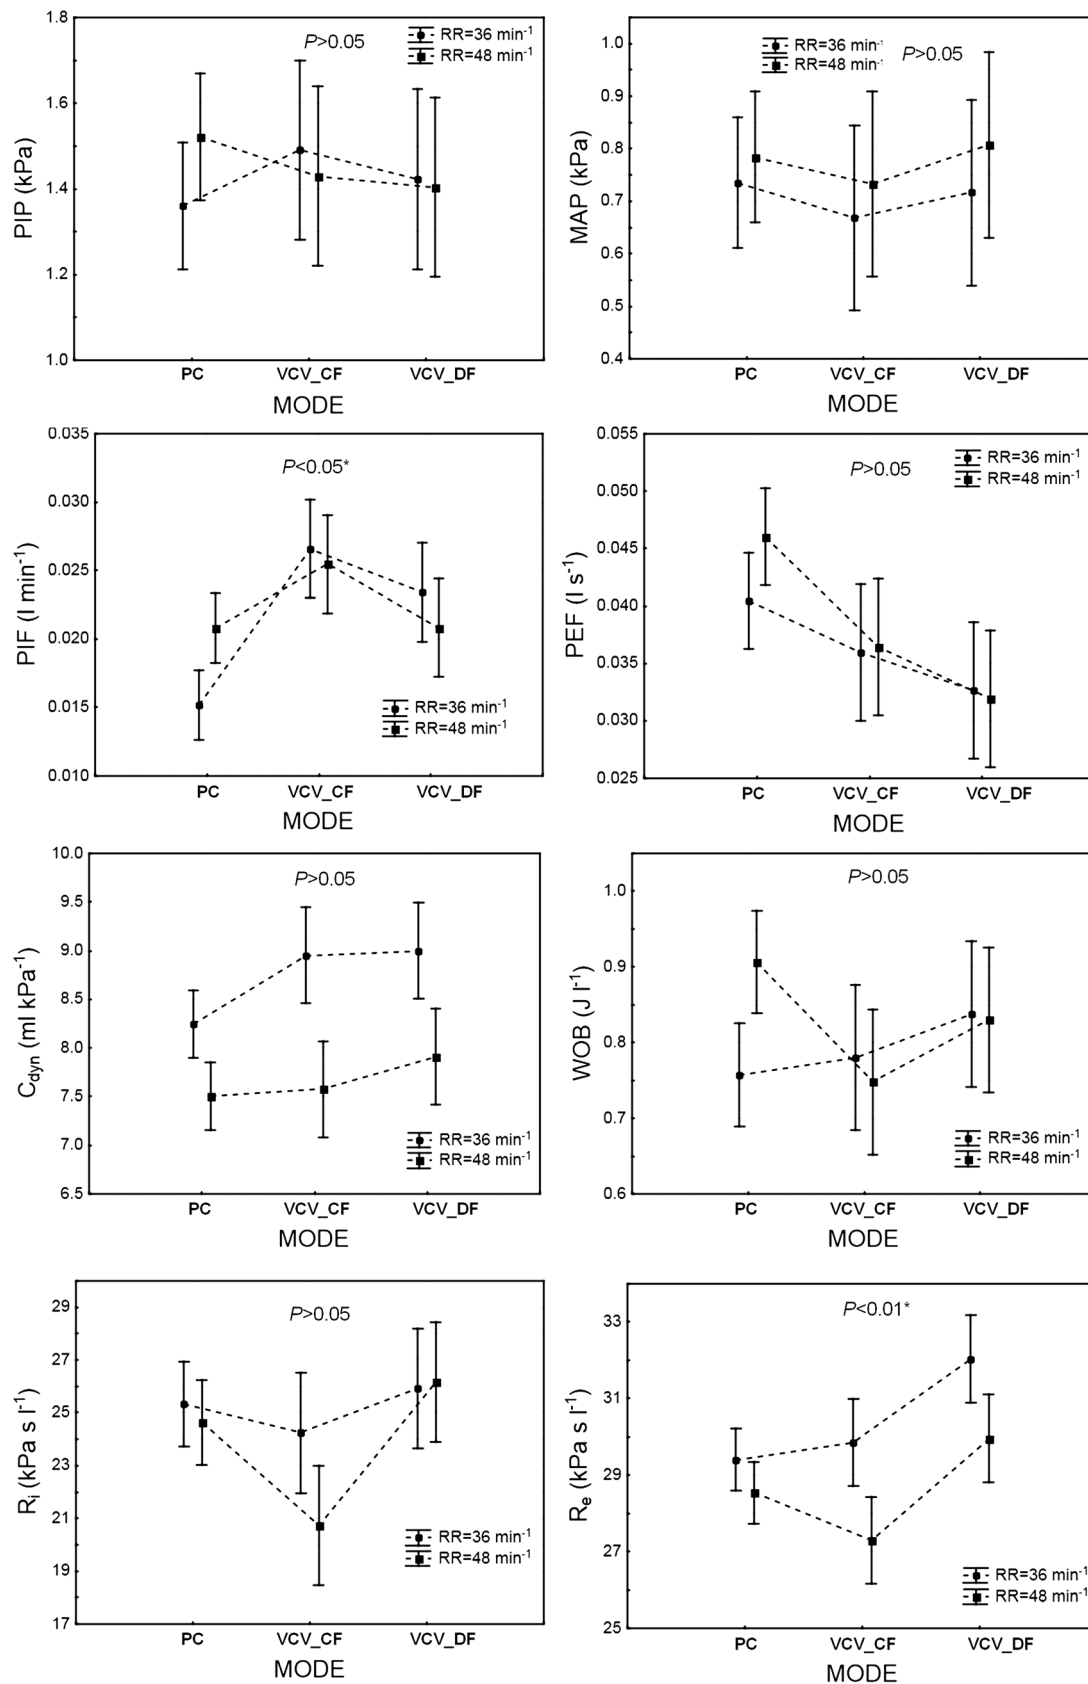 P>0.05
RR=36 min-1
RR=48 min-1
PIP (kPa)
1.8
1.6
1.4
1.2
1.0
PC VCV_CF VCV_DF
MODE
RR=36 min-1
RR=48 min-1
P>0.05
MAP (kPa)
1.0
0.9
0.8
0.7
0.6
0.5
0.4
PC VCV_CF VCV_DF
MODE
P<0.05*
PIF (l min-1)
0.035
0.030
0.025
0.020
0.015
0.010
RR=36 min-1
RR=48 min-1
PC VCV_CF VCV_DF
MODE
P>0.05
RR=36 min-1
RR=48 min-1
PEF (l s-1)
0.055
0.050
0.045
0.040
0.035
0.030
0.025
PC VCV_CF VCV_DF
MODE
P>0.05
Cdyn (ml kPa-1)
10.0
9.5
9.0
8.5
8.0
7.5
7.0
6.5
RR=36 min-1
RR=48 min-1
PC VCV_CF VCV_DF
MODE
P>0.05
WOB (J l-1)
1.0
0.9
0.8
0.7
0.6
RR=36 min-1
RR=48 min-1
PC VCV_CF VCV_DF
MODE
P>0.05
Ri (kPa s l-1)
29
27
25
23
21
19
17
RR=36 min-1
RR=48 min-1
PC VCV_CF VCV_DF
MODE
P<0.01*
Re (kPa s l-1)
33
31
29
27
25
RR=36 min-1
RR=48 min-1
PC VCV_CF VCV_DF
MODE